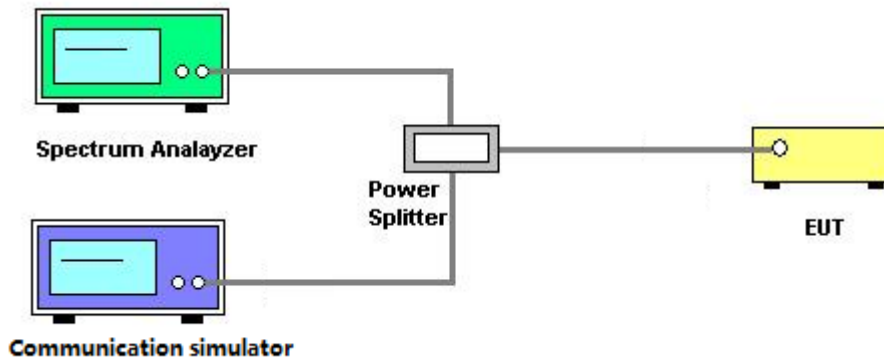 Spectrum Analayzer
Power
Splitter
EUT
Communication simulator